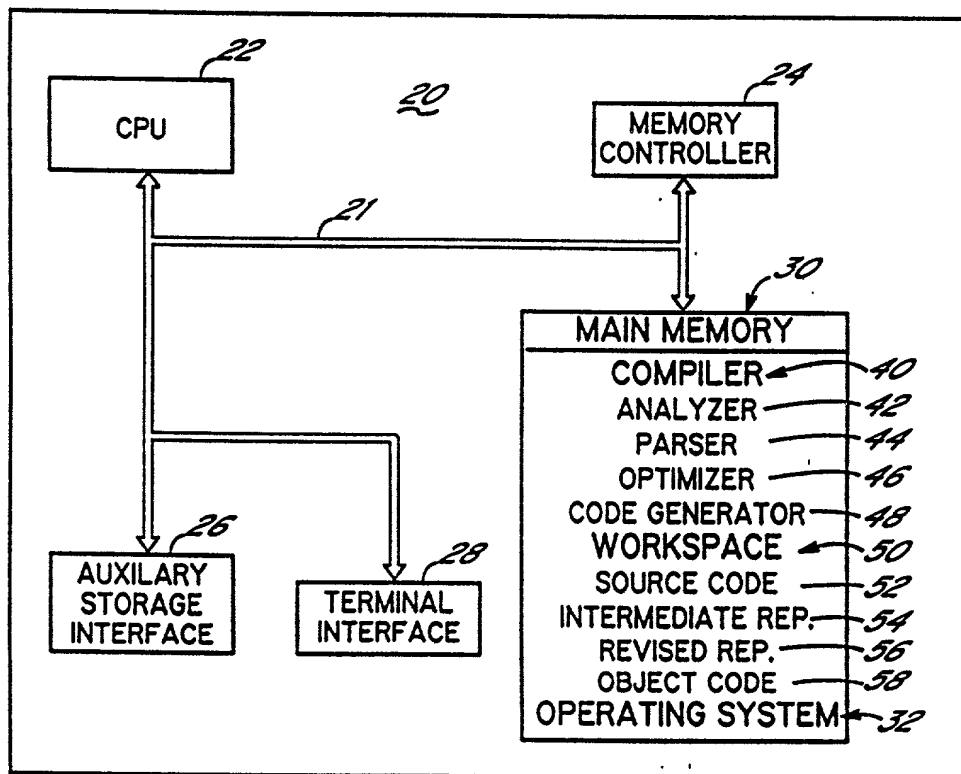 22
CPU
20
24
MEMORY
CONTROLLER
21
30
MAIN MEMORY
COMPILER 40
ANALYZER 42
PARSER 44
OPTIMIZER 46
CODE GENERATOR 48
WORKSPACE 50
SOURCE CODE 52
INTERMEDIATE REP. 54
REVISED REP. 56
OBJECT CODE 58
OPERATING SYSTEM 32
26
AUXILARY
STORAGE
INTERFACE
28
TERMINAL
INTERFACE